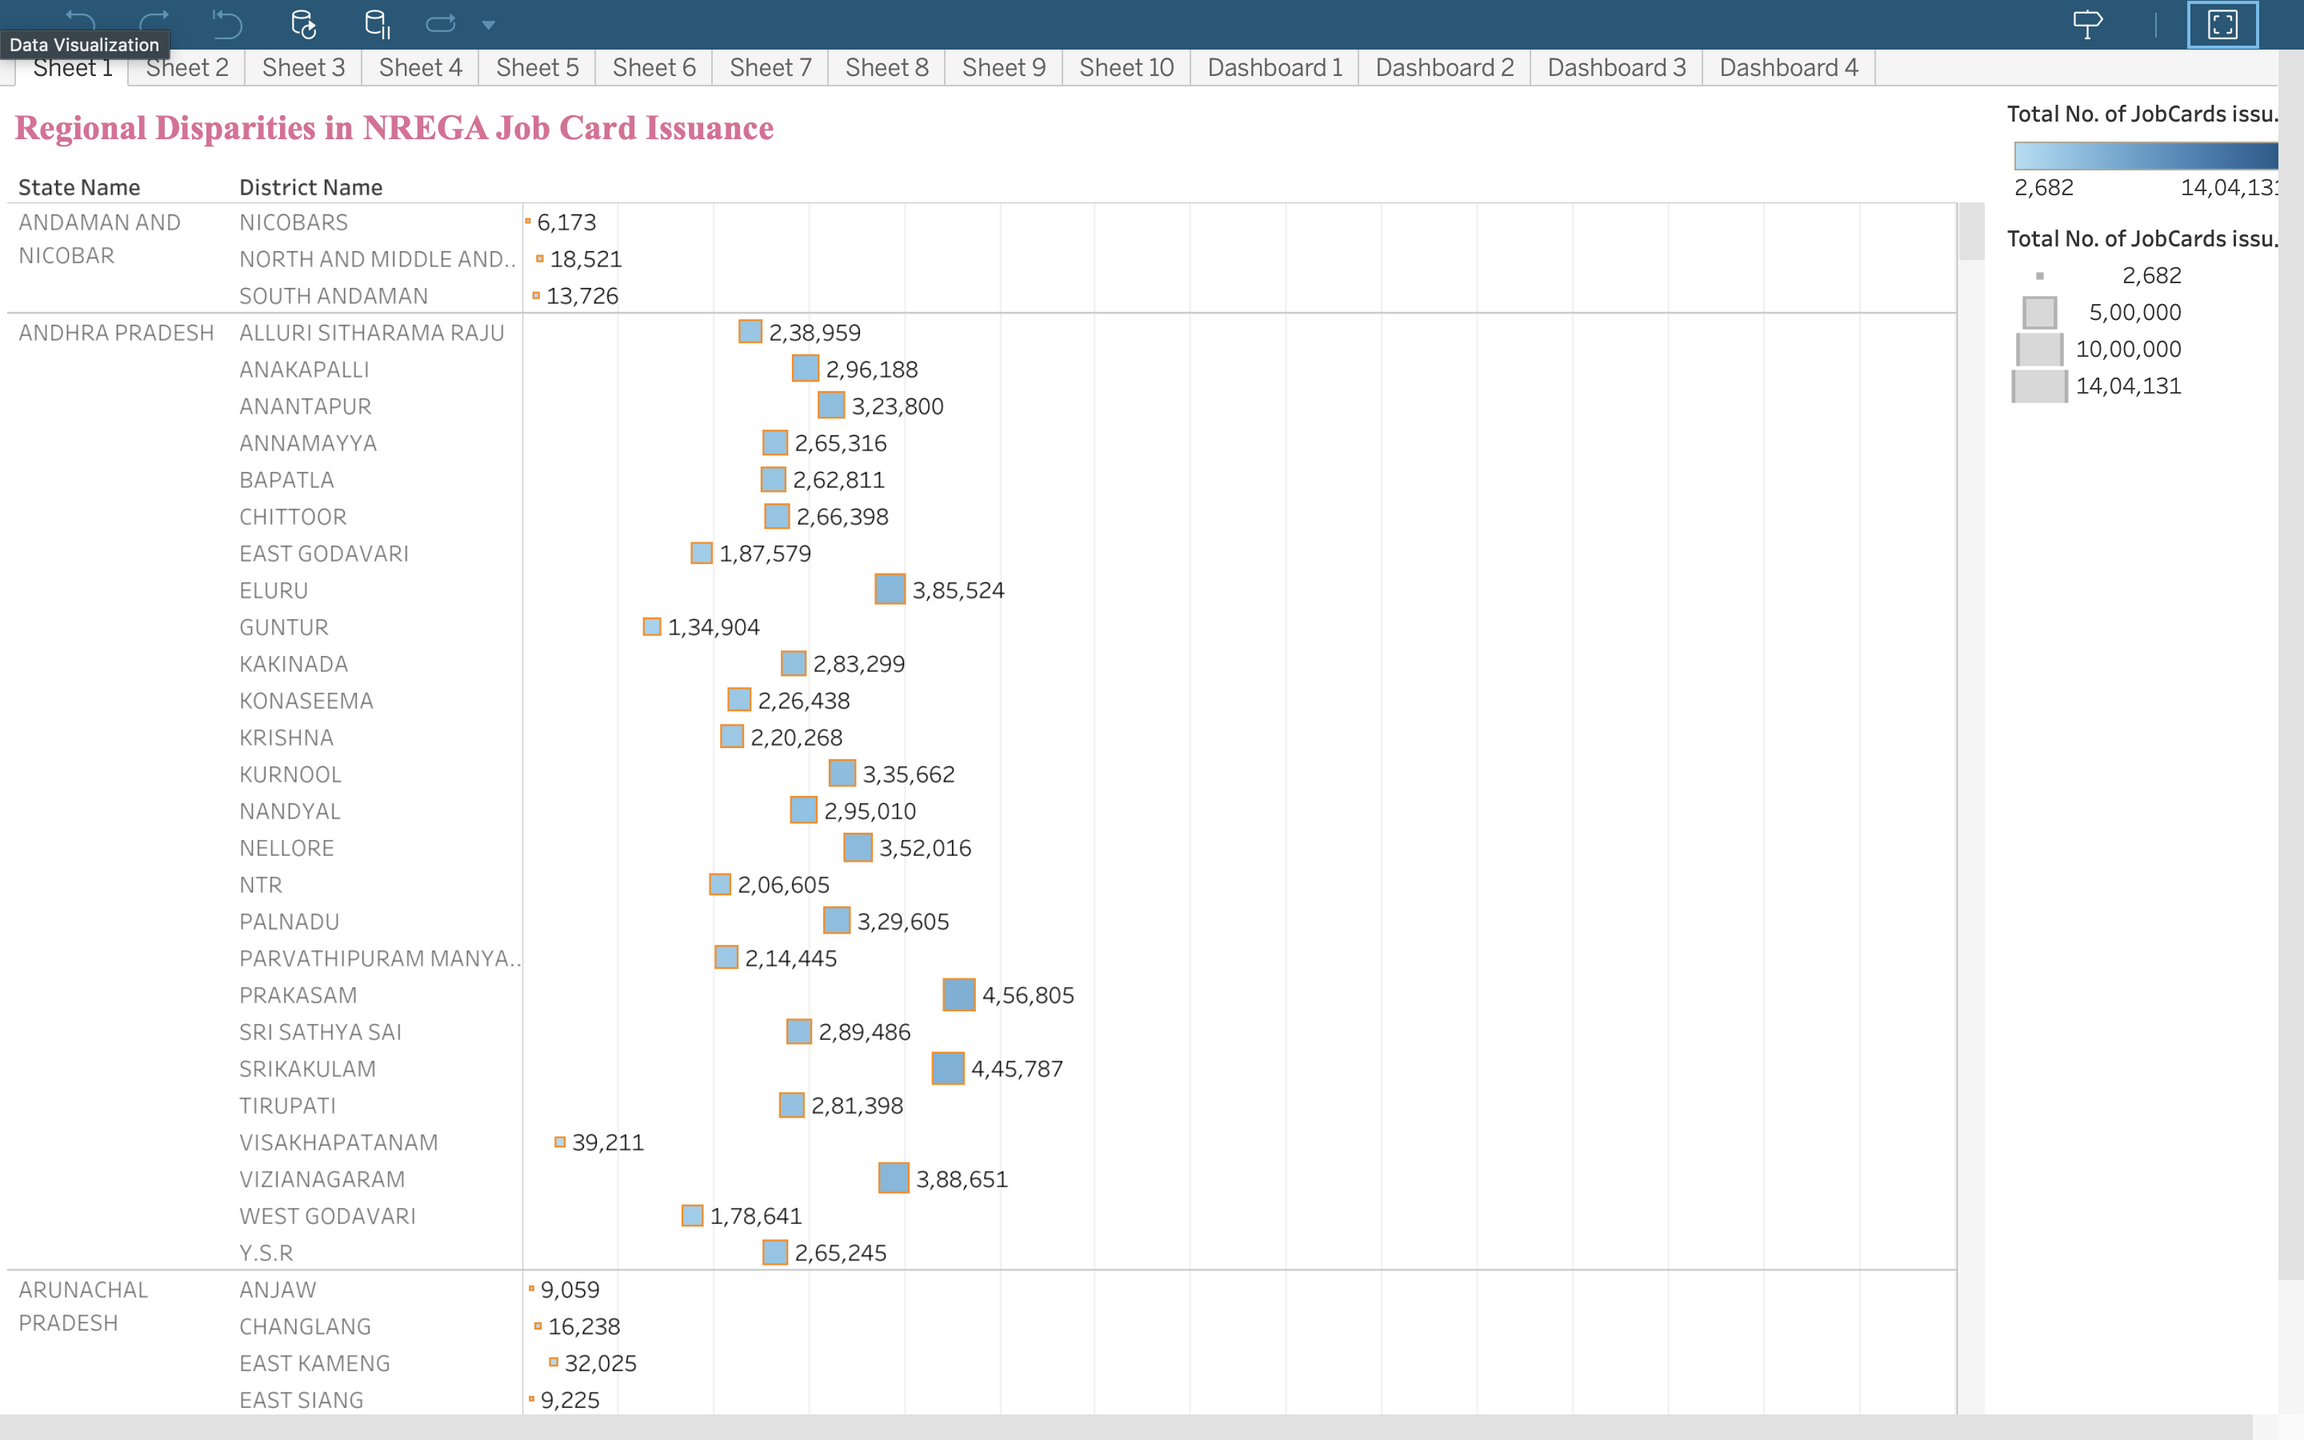 Data Visualization
Sheet 1 Sheet 2 Sheet 3 Sheet 4 Sheet 5 Sheet 6 Sheet 7 Sheet 8 Sheet 9 Sheet 10 Dashboard 1 Dashboard 2 Dashboard 3 Dashboard 4
Regional Disparities in NREGA Job Card Issuance
State Name District Name
ANDAMAN AND NICOBAR
NICOBARS 6,173
NORTH AND MIDDLE AND.. 18,521
SOUTH ANDAMAN 13,726
ANDHRA PRADESH
ALLURI SITHARAMA RAJU 2,38,959
ANAKAPALLI 2,96,188
ANANTAPUR 3,23,800
ANNAMAYYA 2,65,316
BAPATLA 2,62,811
CHITTOOR 2,66,398
EAST GODAVARI 1,87,579
ELURU 3,85,524
GUNTUR 1,34,904
KAKINADA 2,83,299
KONASEEMA 2,26,438
KRISHNA 2,20,268
KURNOOL 3,35,662
NANDYAL 2,95,010
NELLORE 3,52,016
NTR 2,06,605
PALNADU 3,29,605
PARVATHIPURAM MANYA.. 2,14,445
PRAKASAM 4,56,805
SRI SATHYA SAI 2,89,486
SRIKAKULAM 4,45,787
TIRUPATI 2,81,398
VISAKHAPATANAM 39,211
VIZIANAGARAM 3,88,651
WEST GODAVARI 1,78,641
Y.S.R 2,65,245
ARUNACHAL PRADESH
ANJAW 9,059
CHANGLANG 16,238
EAST KAMENG 32,025
EAST SIANG 9,225
Total No. of JobCards issu.
2,682 14,04,131
Total No. of JobCards issu.
2,682
5,00,000
10,00,000
14,04,131